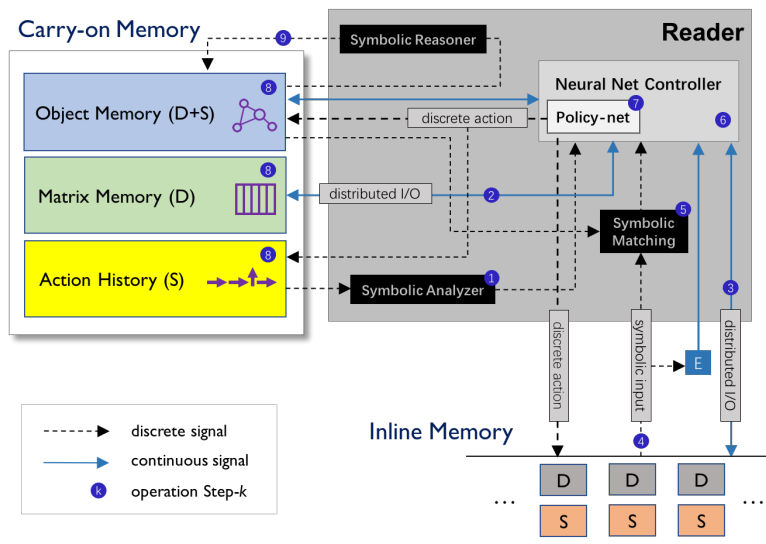 Carry-on Memory
9
Symbolic Reasoner
Reader
Object Memory (D+S)
8
Neural Net Controller
7
Policy-net
6
discrete action
Matrix Memory (D)
8
distributed I/O
2
5
Symbolic
Matching
Action History (S)
8
Symbolic Analyzer
1
3
discrete action
symbolic input
E
distributed I/O
discrete signal
continuous signal
k
operation Step-k
Inline Memory
4
...
D
D
D
...
S
S
S